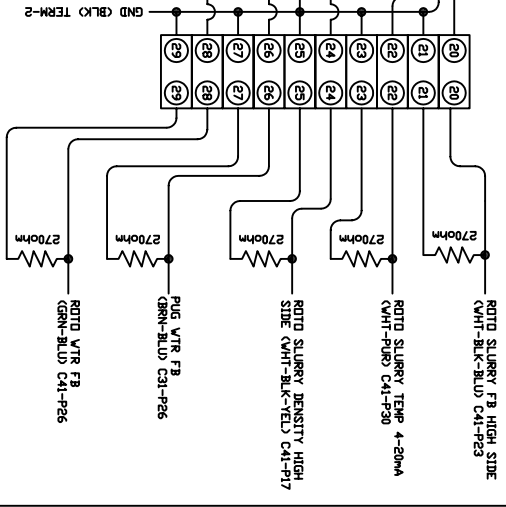 GND (BLK) TERM-2
29 28 27 26 25 24 23 22 21 20
29 28 27 26 25 24 23 22 21 20
270ohm
270ohm
270ohm
270ohm
270ohm
ROTO WTR FB
(GRN-BLU) C41-P26
PUG WTR FB
(BRN-BLU) C31-P26
ROTO SLURRY DENSITY HIGH
SIDE (WHT-BLK-YEL) C41-P17
ROTO SLURRY TEMP 4-20mA
(WHT-PUR) C41-P30
ROTO SLURRY FB HIGH SIDE
(WHT-BLK-BLU) C41-P23